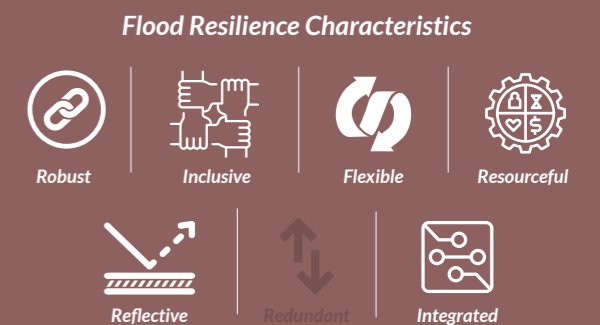 Flood Resilience Characteristics
Robust
Inclusive
Flexible
Resourceful
Reflective
Redundant
Integrated